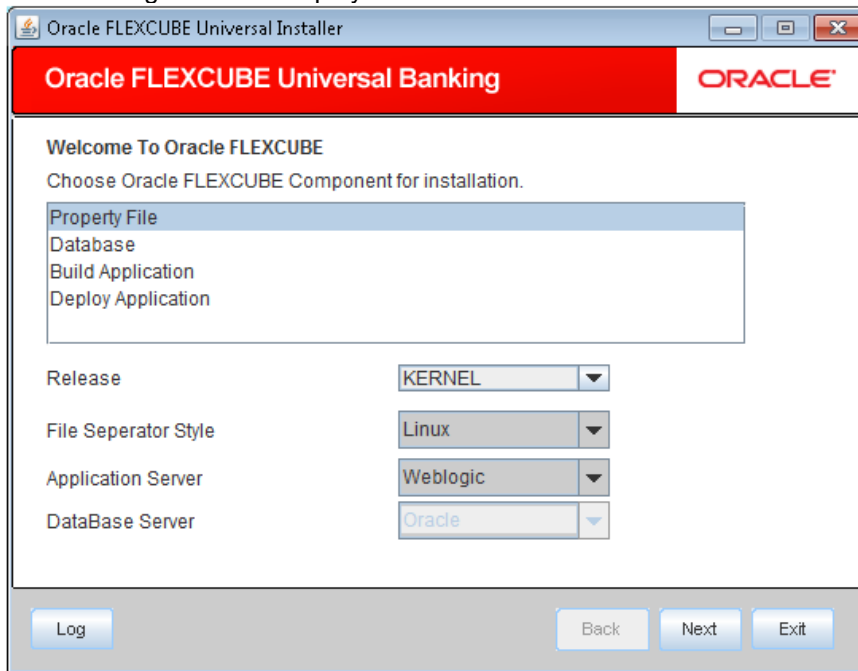 Oracle FLEXCUBE Universal Installer
Oracle FLEXCUBE Universal Banking
ORACLE
Welcome To Oracle FLEXCUBE
Choose Oracle FLEXCUBE Component for installation.
Property File
Database
Build Application
Deploy Application
Release KERNEL
File Seperator Style Linux
Application Server Weblogic
DataBase Server Oracle
Log Back Next Exit